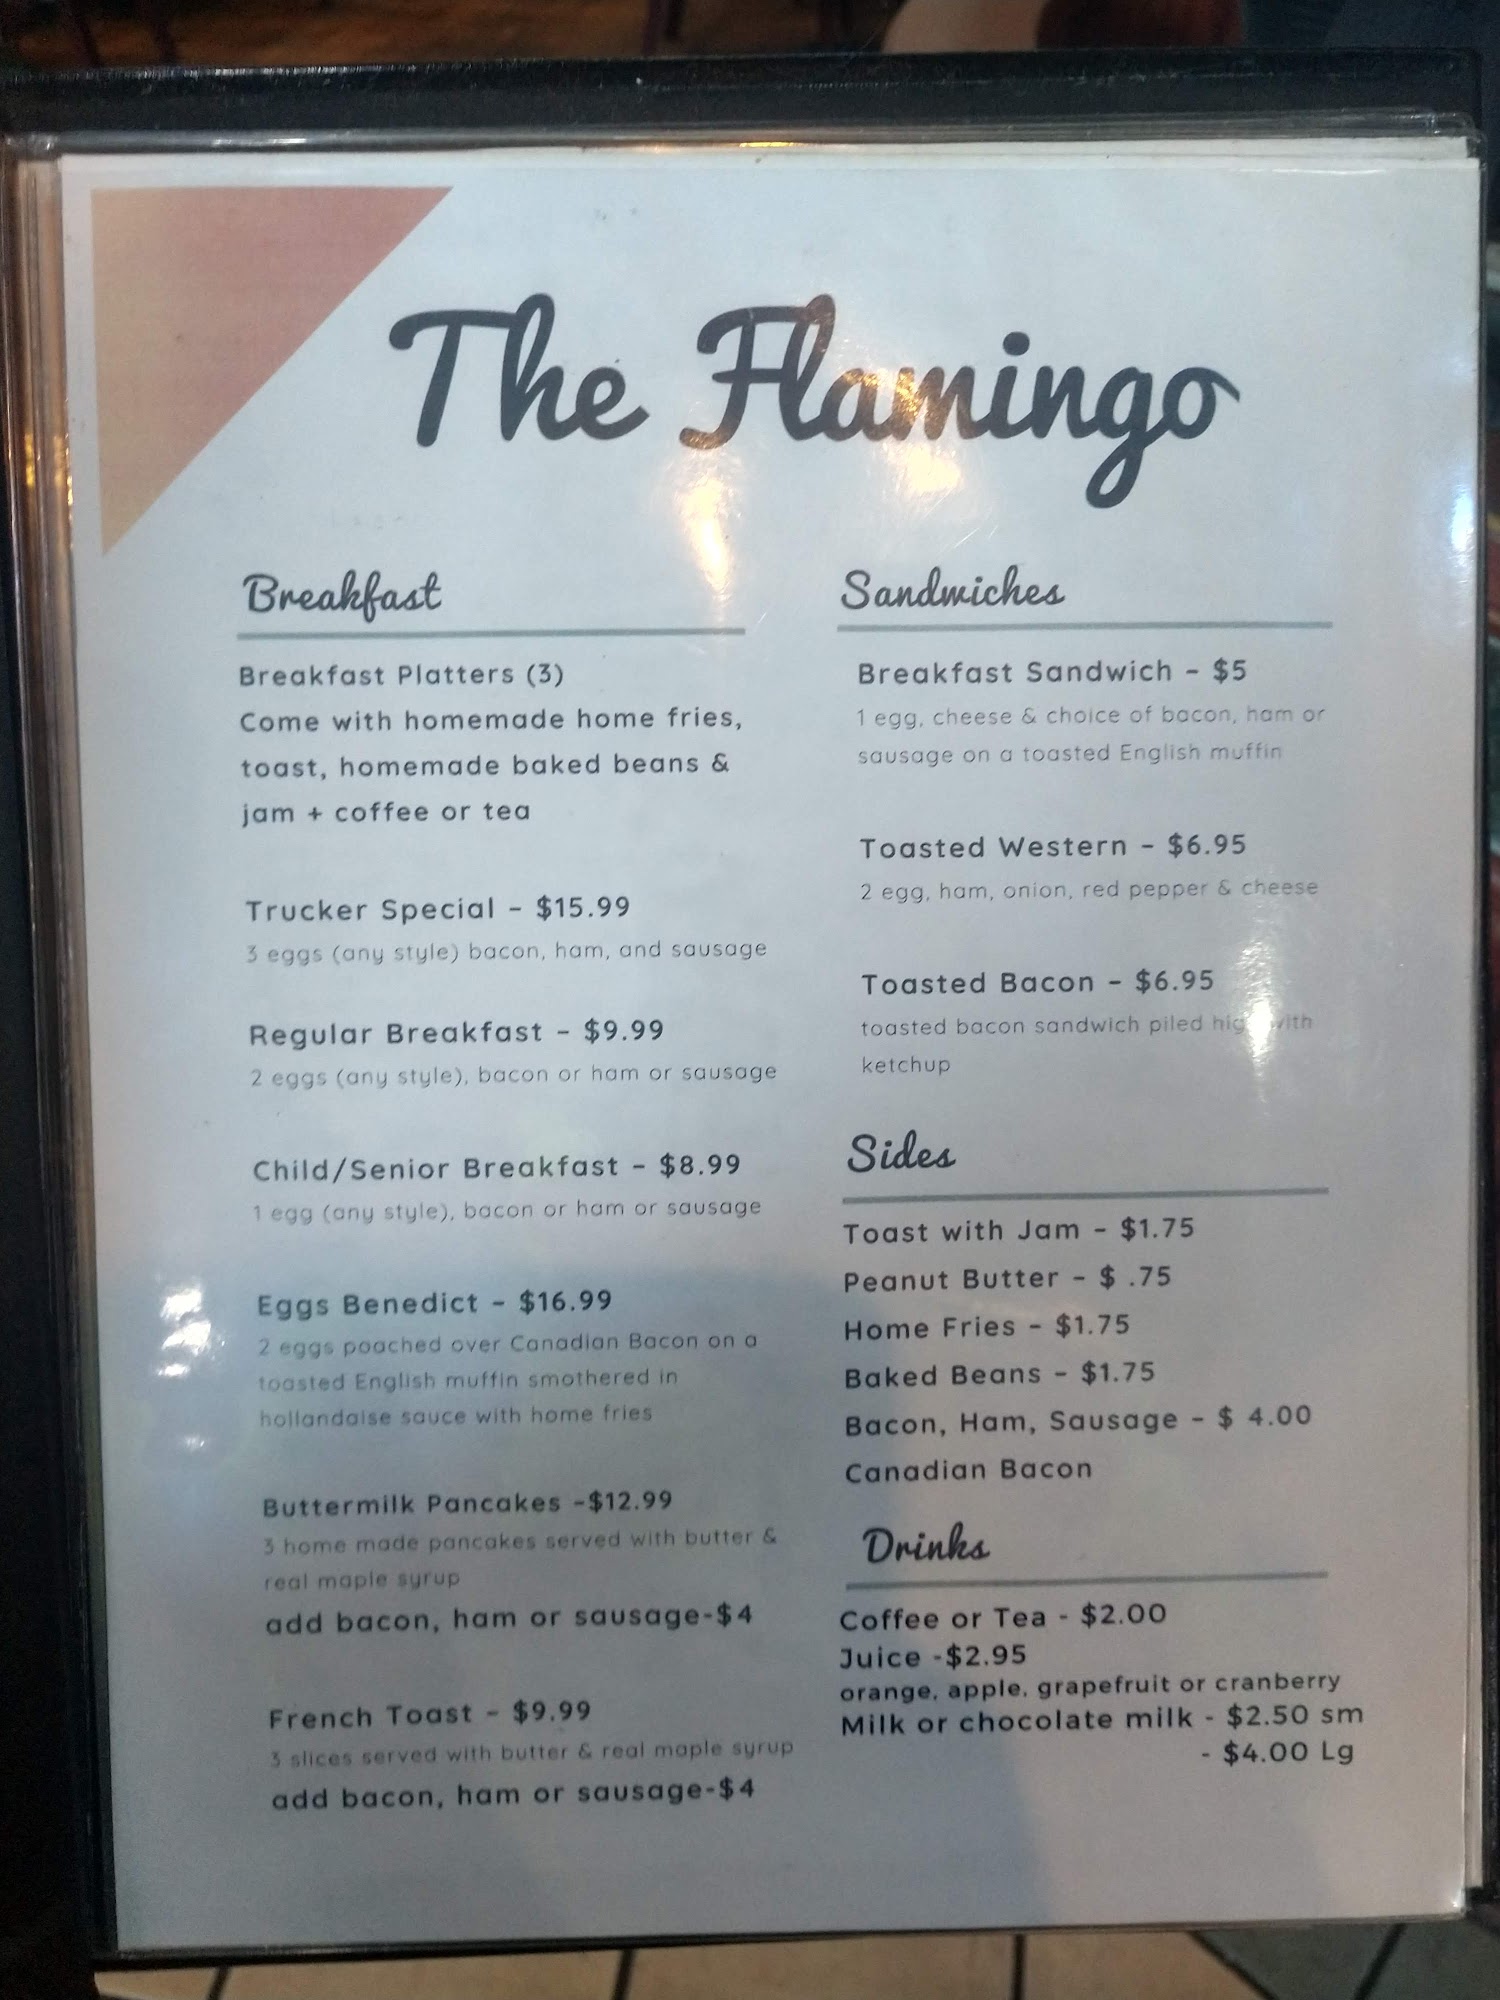 The Flamingo
Breakfast
Breakfast Platters (3)
Come with homemade home fries,
toast, homemade baked beans &
jam + coffee or tea
Trucker Special - $15.99
3 eggs (any style) bacon, ham, and sausage
Regular Breakfast - $9.99
2 eggs (any style), bacon or ham or sausage
Child/Senior Breakfast - $8.99
1 egg (any style), bacon or ham or sausage
Eggs Benedict - $16.99
2 eggs poached over Canadian Bacon on a
toasted English muffin smothered in
hollandaise sauce with home fries
Buttermilk Pancakes -$12.99
3 home made pancakes served with butter &
real maple syrup
add bacon, ham or sausage-$4
French Toast - $9.99
3 slices served with butter & real maple syrup
add bacon, ham or sausage-$4
Sandwiches
Breakfast Sandwich - $5
1 egg, cheese & choice of bacon, ham or
sausage on a toasted English muffin
Toasted Western - $6.95
2 egg, ham, onion, red pepper & cheese
Toasted Bacon - $6.95
toasted bacon sandwich piled high with
ketchup
Sides
Toast with Jam - $1.75
Peanut Butter - $ .75
Home Fries - $1.75
Baked Beans - $1.75
Bacon, Ham, Sausage - $ 4.00
Canadian Bacon
Drinks
Coffee or Tea - $2.00
Juice -$2.95
orange, apple, grapefruit or cranberry
Milk or chocolate milk - $2.50 sm
- $4.00 Lg